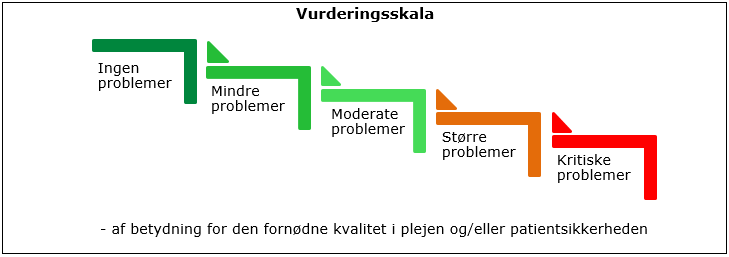 Vurderingsskala
Ingen
problemer
Mindre
problemer
Moderate
problemer
Større
problemer
Kritiske
problemer
- af betydning for den fornødne kvalitet i plejen og/eller patientsikkerheden